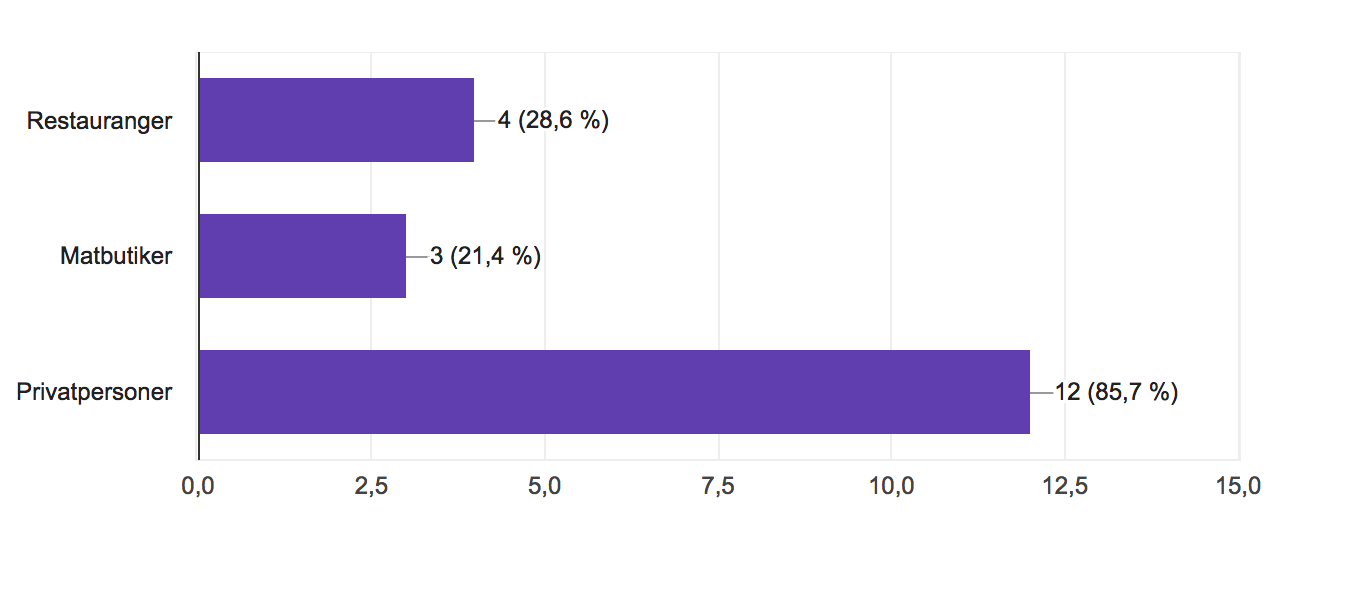 Restauranger
4 (28,6 %)
Matbutiker
3 (21,4 %)
Privatpersoner
12 (85,7 %)
0,0 2,5 5,0 7,5 10,0 12,5 15,0